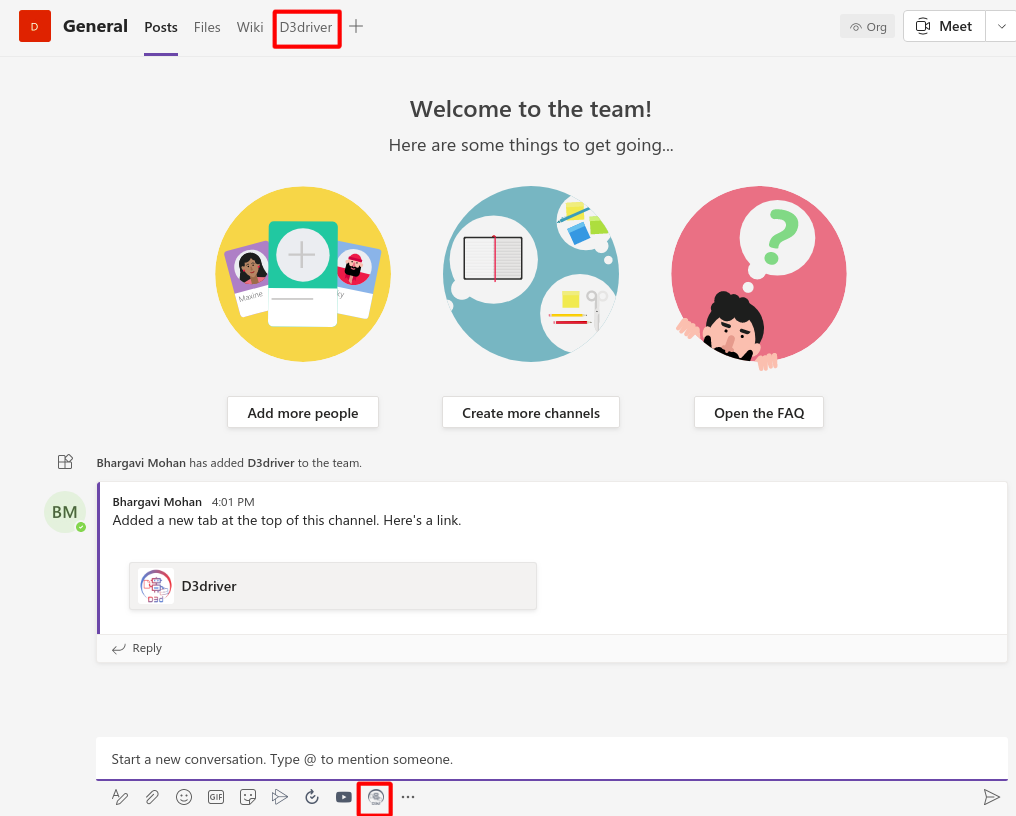 D General Posts Files Wiki D3driver Org Meet
Welcome to the team!
Here are some things to get going...
Maxine
ky
Add more people Create more channels Open the FAQ
Bhargavi Mohan has added D3driver to the team.
BM
Bhargavi Mohan 4:01 PM
Added a new tab at the top of this channel. Here's a link.
D3d D3driver
Reply
Start a new conversation. Type @ to mention someone.
GIF